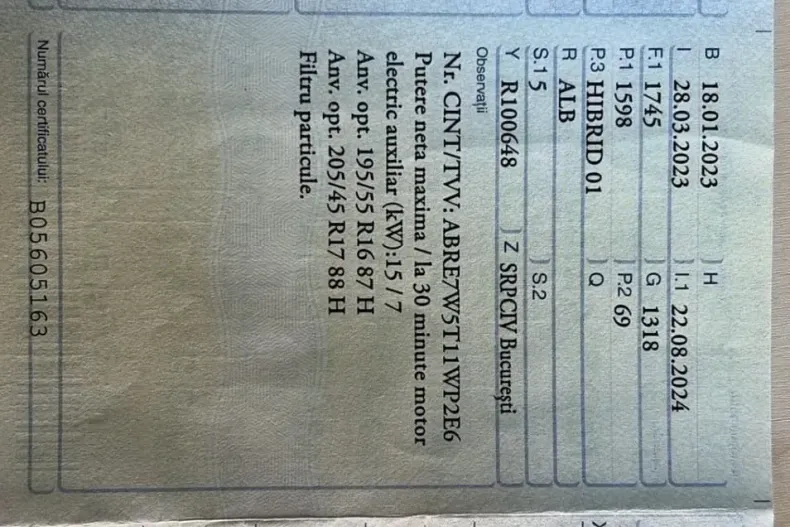 B 18.01.2023 H
I 28.03.2023 I.1 22.08.2024
F.1 1745 G 1318
P.1 1598 P.2 69
P.3 HIBRID 01 Q
R ALB
S.1 5 S.2
Y R100648 Z SRPCIV București
Observații
Nr. CINT/TVV: ABRE7W5T11WP2E6
Putere neta maxima / la 30 minute motor
electric auxiliar (kW):15 / 7
Anv. opt. 195/55 R16 87 H
Anv. opt. 205/45 R17 88 H
Filtru particule.
Numărul certificatului: B05605163